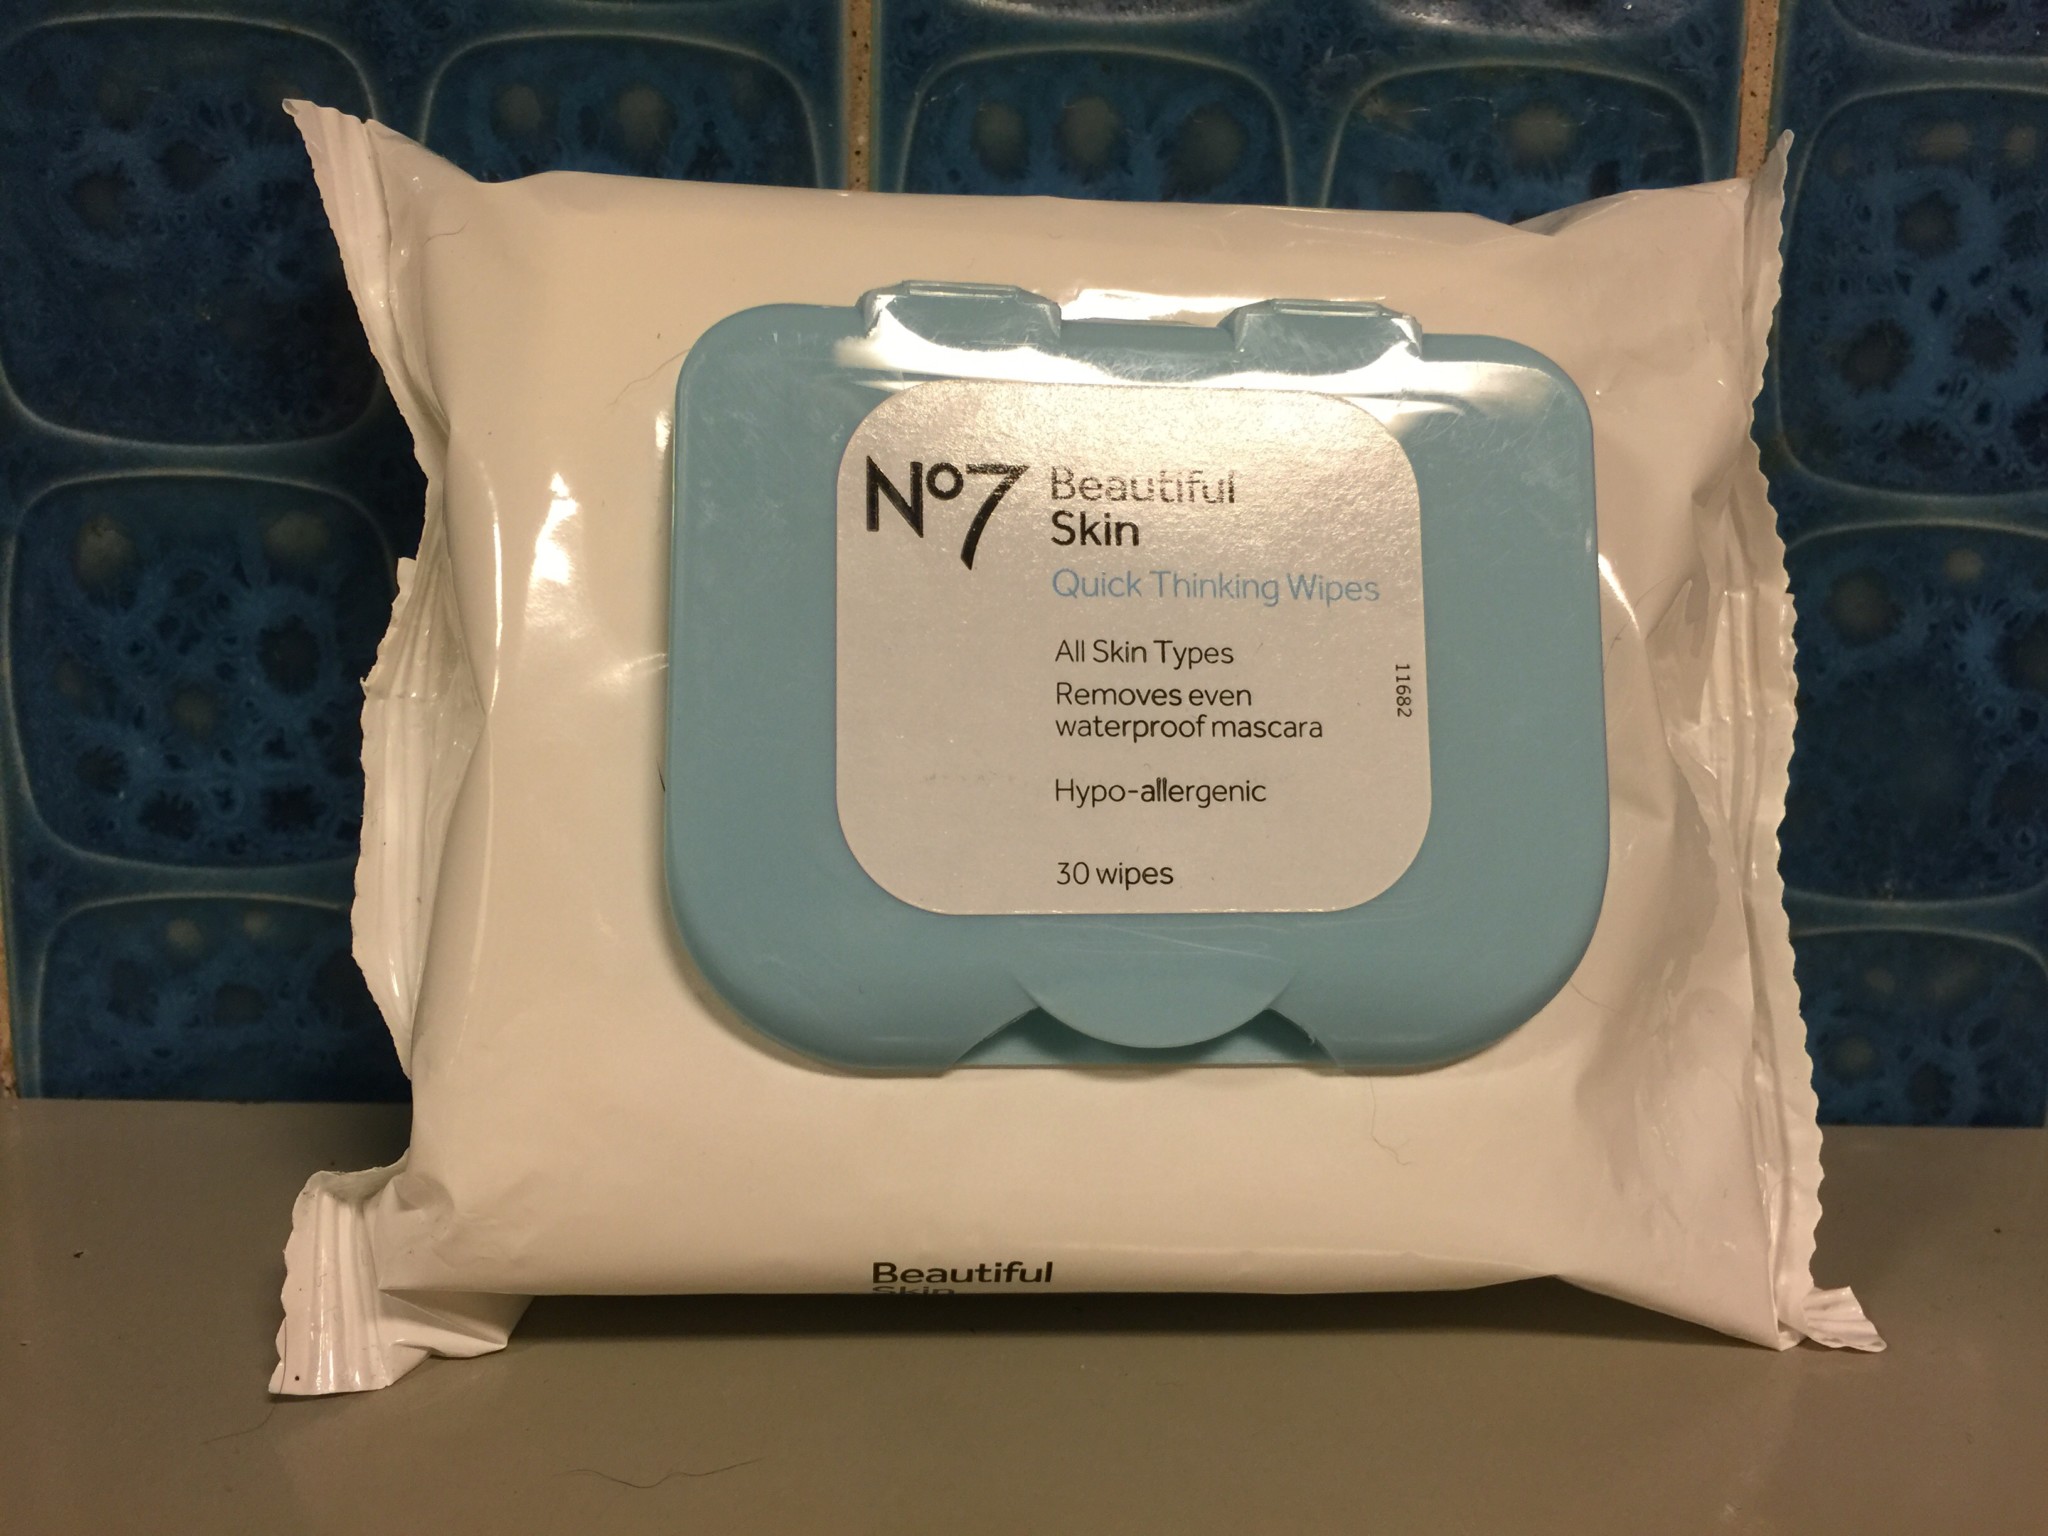 No7
Beautiful
Skin
Quick Thinking Wipes
All Skin Types
Removes even
waterproof mascara
11682
Hypo-allergenic
30 wipes
Beautiful
Skin